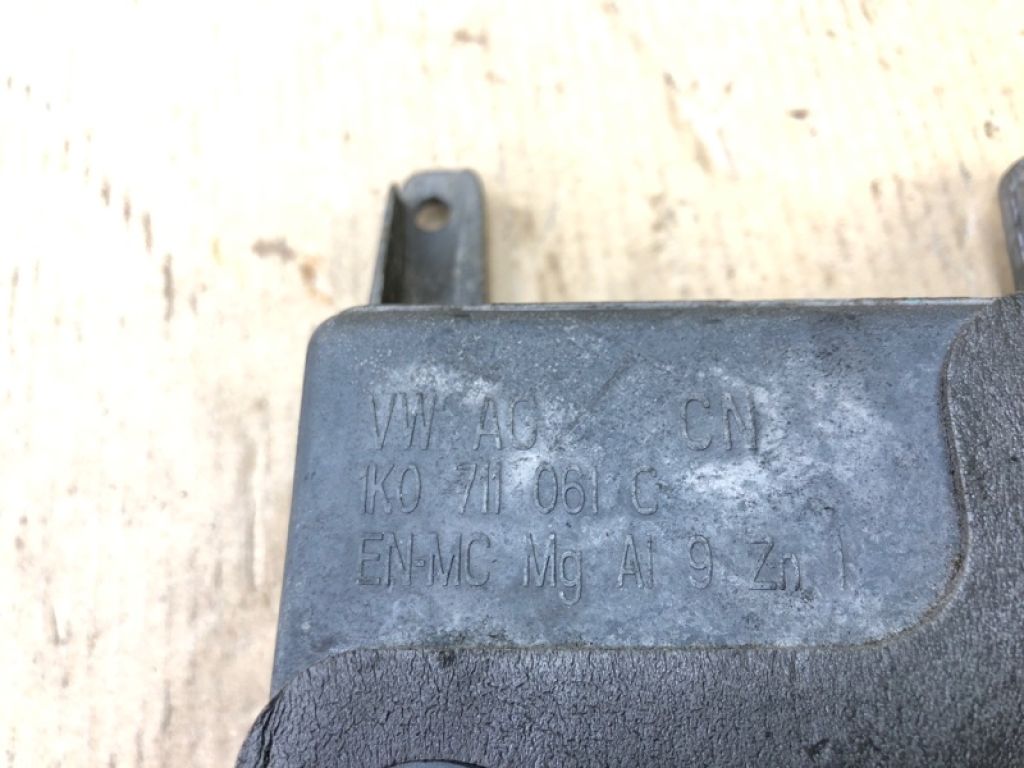 VW AG CN
1K0 711 061 C
EN-MC Mg Al 9 Zn 1